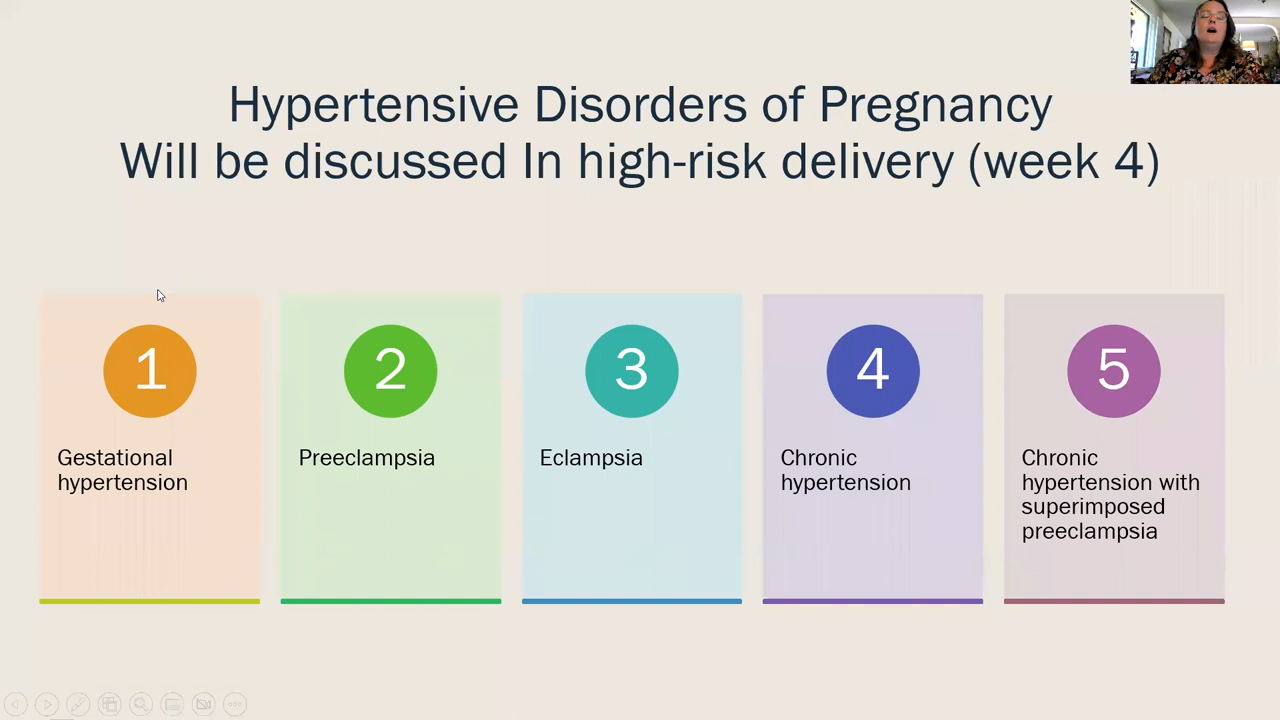 Hypertensive Disorders of Pregnancy
Will be discussed In high-risk delivery (week 4)
1
Gestational
hypertension
2
Preeclampsia
3
Eclampsia
4
Chronic
hypertension
5
Chronic
hypertension with
superimposed
preeclampsia